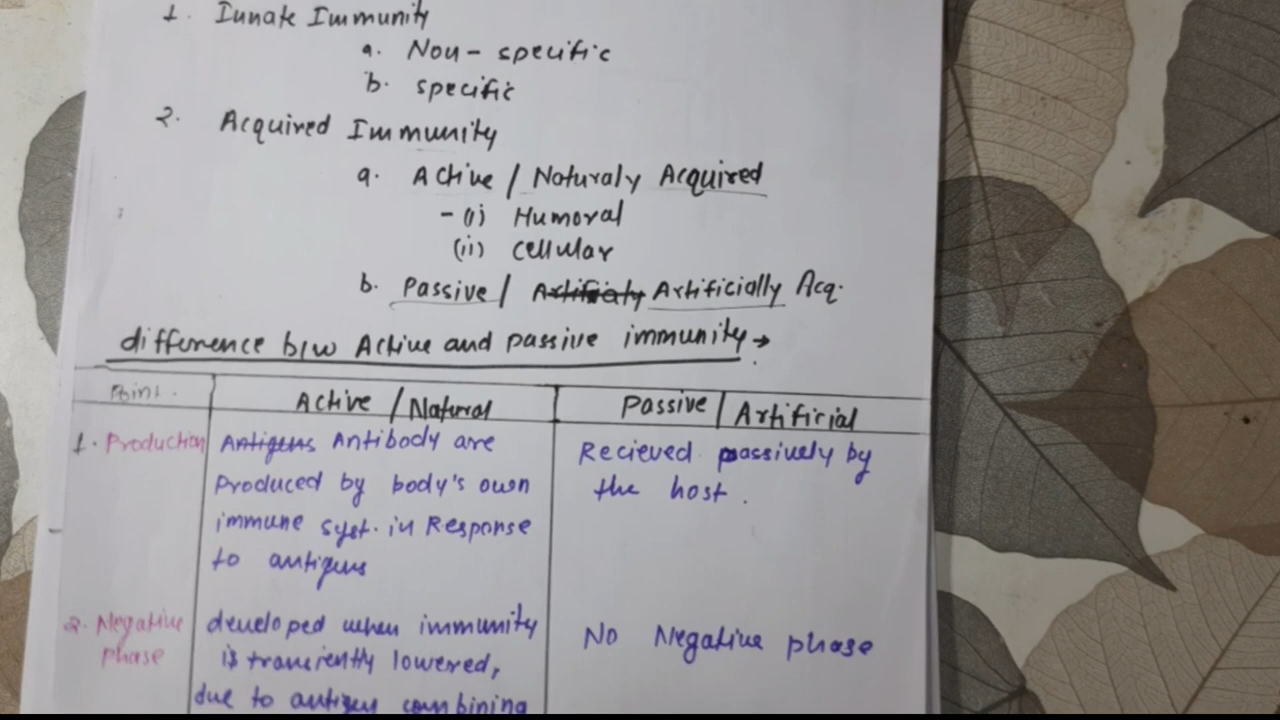 1. Innate Immunity
a. Non-specific
b. specific
2. Acquired Immunity
a. Active / Naturaly Acquired
- (i) Humoral
(ii) cellular
b. Passive / Artificialy Artificially Acq.
difference b/w Active and passive immunity →
Point. Active / Natural Passive / Artificial
1. Production Antigens Antibody are Recieved passively by
produced by body's own the host.
immune syst. in Response
to antigens
2. Negative developed when immunity No Negative phase
phase is transiently lowered,
due to antigen combining